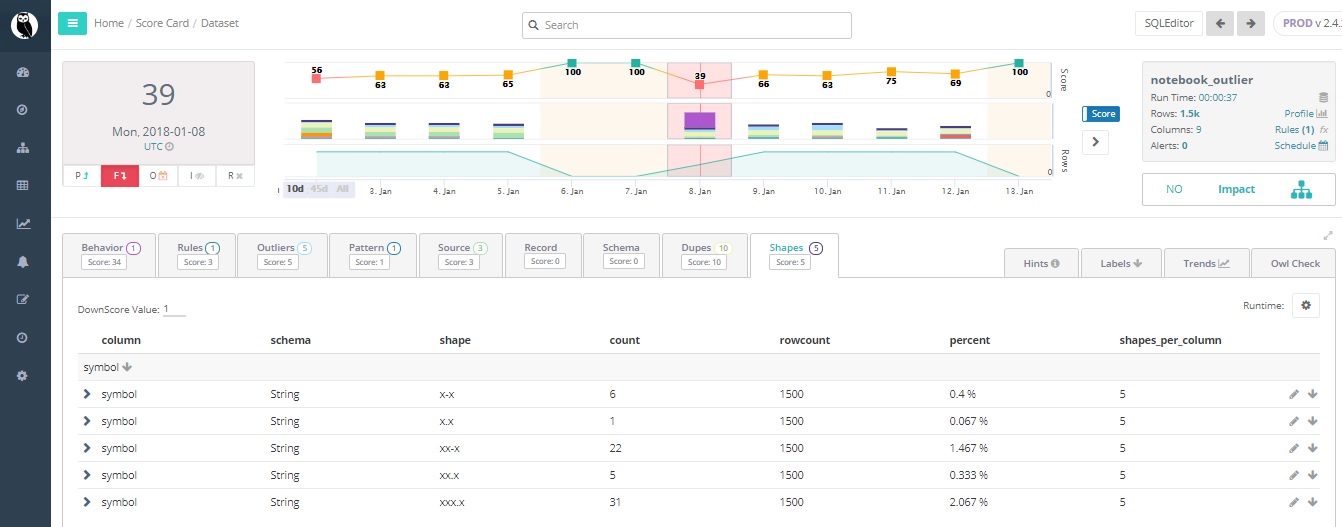 Home / Score Card / Dataset
Search
SQLEditor
PROD v 2.4.
39
Mon, 2018-01-08
UTC
P F O I R
56 63 63 65 100 100 39 66 63 75 69 100
Score
0
Score
Rows
0
10d 45d All
3. Jan 4. Jan 5. Jan 6. Jan 7. Jan 8. Jan 9. Jan 10. Jan 11. Jan 12. Jan 13. Jan
notebook_outlier
Run Time: 00:00:37
Rows: 1.5k Profile
Columns: 9 Rules (1) fx
Alerts: 0 Schedule
NO Impact
Behavior 1 Rules 1 Outliers 5 Pattern 1 Source 3 Record Schema Dupes 10 Shapes 5
Score: 34 Score: 3 Score: 5 Score: 1 Score: 3 Score: 0 Score: 0 Score: 10 Score: 5
Hints Labels Trends Owl Check
DownScore Value: 1
Runtime:
column schema shape count rowcount percent shapes_per_column
symbol
symbol String x-x 6 1500 0.4 % 5
symbol String x.x 1 1500 0.067 % 5
symbol String xx-x 22 1500 1.467 % 5
symbol String xx.x 5 1500 0.333 % 5
symbol String xxx.x 31 1500 2.067 % 5